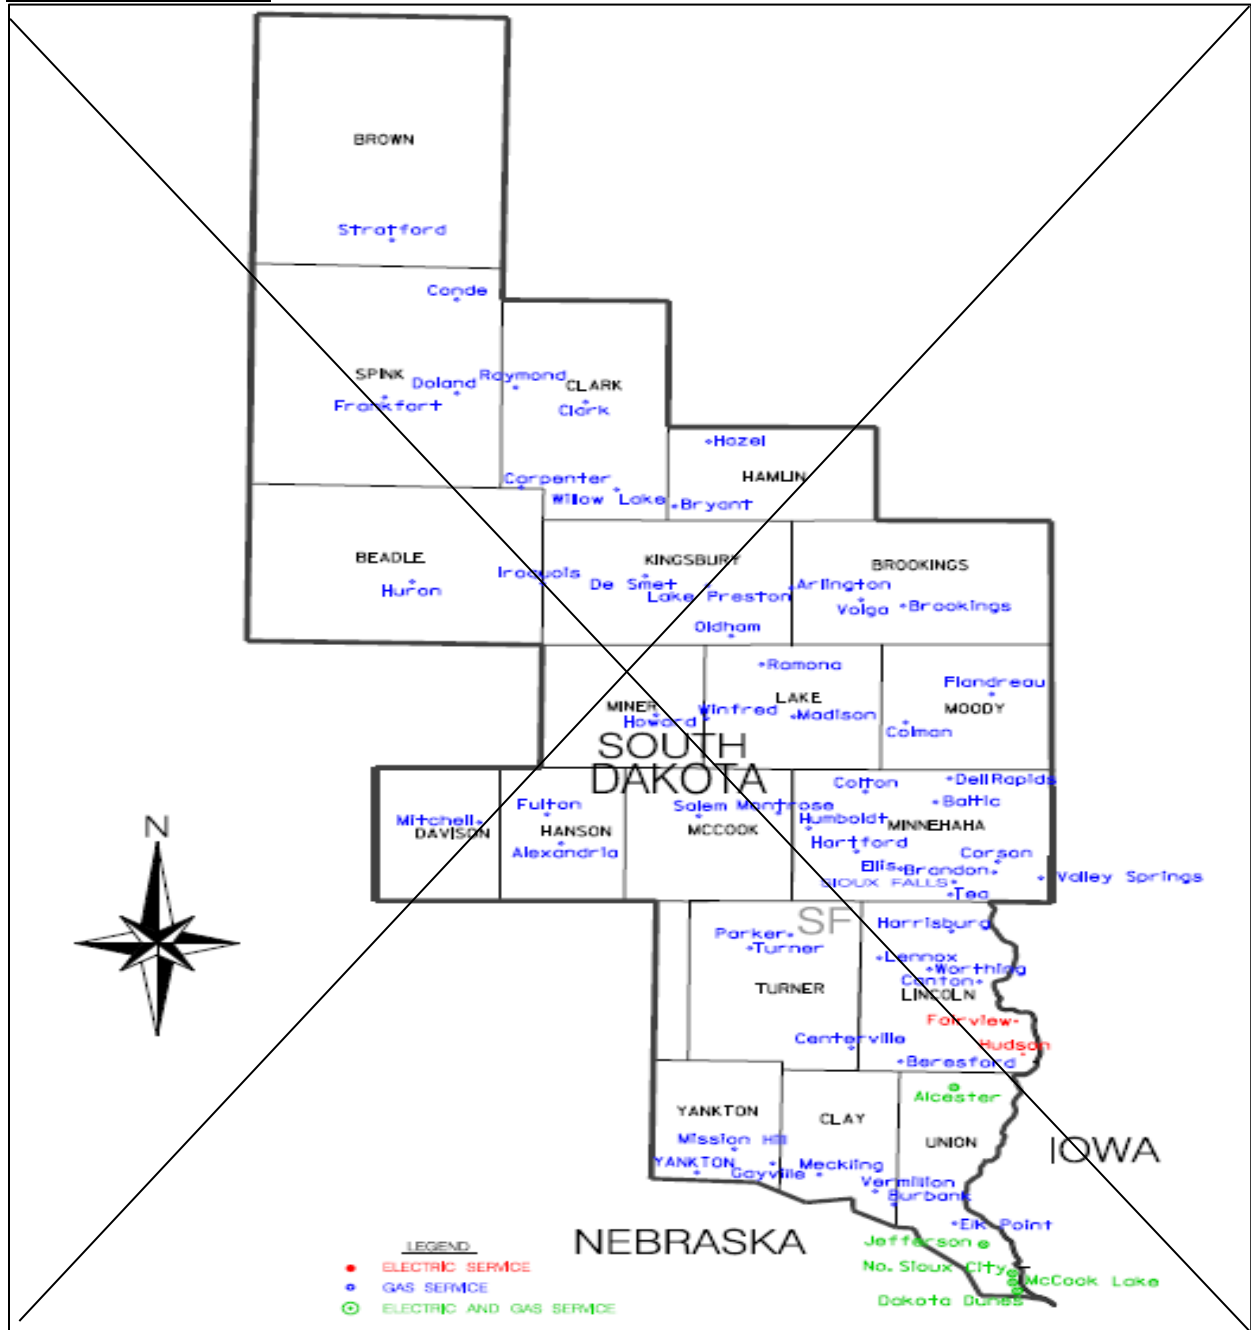 BROWN
Stratford
Conde
SPINK
Doland
Raymond
CLARK
Frankfort
Clark
Hazel
HAMLIN
Carpenter
Willow Lake
Bryant
BEADLE
KINGSBURY
BROOKINGS
Iroquois
Huron
De Smet
Lake Preston
Arlington
Volga
Brookings
Oldham
Ramona
Flandreau
MINER
LAKE
MOODY
Howard
Winfred
Madison
Colman
SOUTH
DAKOTA
Colton
Dell Rapids
Mitchell
DAVISON
Fulton
HANSON
Alexandria
Salem
Montrose
MCCOOK
Baltic
Humboldt
MINNEHAHA
Hartford
Corson
Ellis
Brandon
SIOUX FALLS
Valley Springs
Tea
N
SF
Harrisburg
Parker
Turner
Lennox
Worthing
Canton
TURNER
LINCOLN
Fairview
Centerville
Hudson
Beresford
Alcester
YANKTON
CLAY
UNION
IOWA
Mission Hill
YANKTON
Gayville
Meckling
Vermillion
Burbank
Elk Point
NEBRASKA
Jefferson
No. Sioux City
McCook Lake
Dakota Dunes
LEGEND
ELECTRIC SERVICE
GAS SERVICE
ELECTRIC AND GAS SERVICE